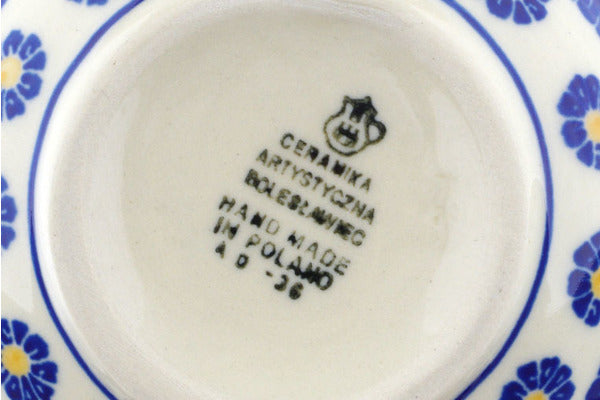 CERAMIKA
ARTYSTYCZNA
BOLESŁAWIEC
HAND MADE
IN POLAND
A D -36